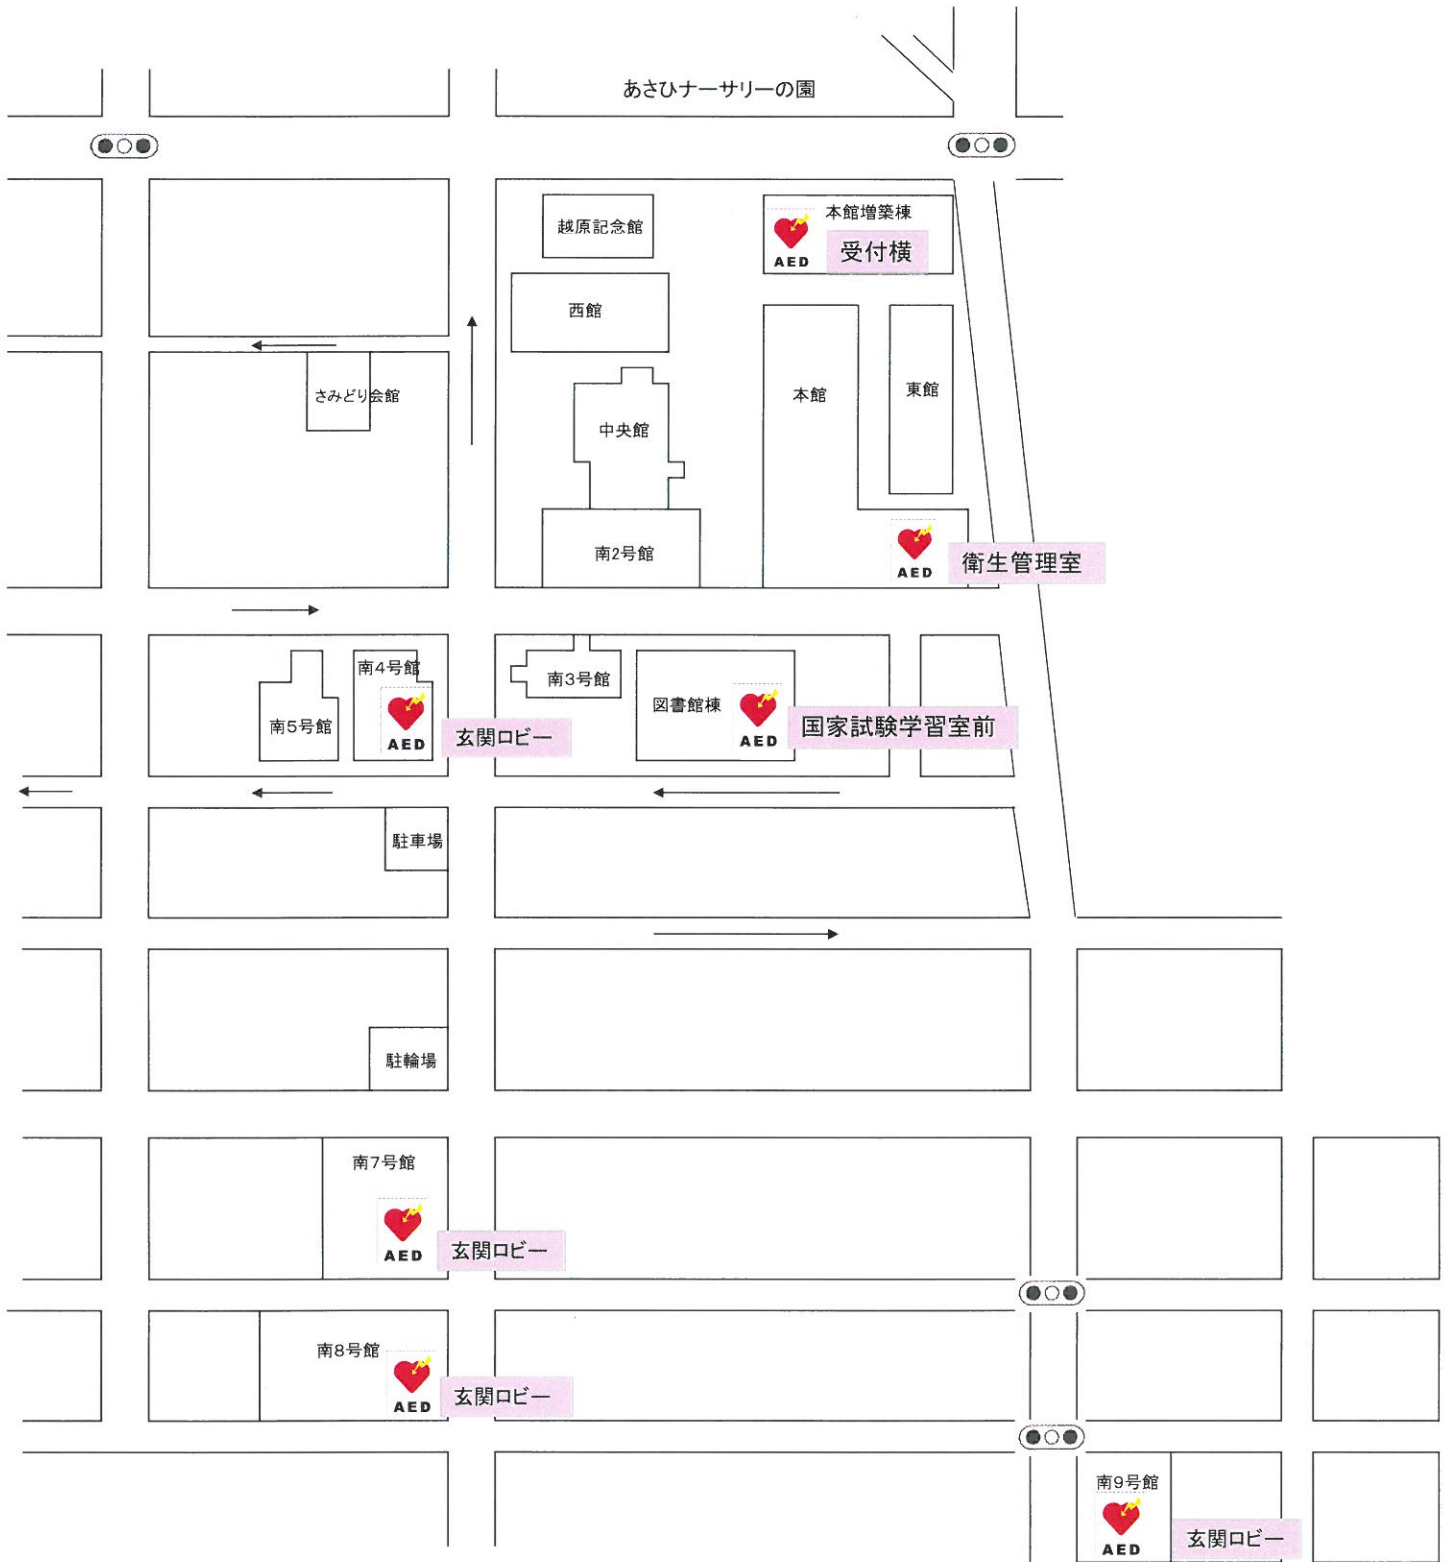 あさひナーサリーの園
越原記念館
本館増築棟
AED
受付横
西館
さみどり会館
中央館
本館
東館
南2号館
AED
衛生管理室
南5号館
南4号館
AED
玄関ロビー
南3号館
図書館棟
AED
国家試験学習室前
駐車場
駐輪場
南7号館
AED
玄関ロビー
南8号館
AED
玄関ロビー
南9号館
AED
玄関ロビー